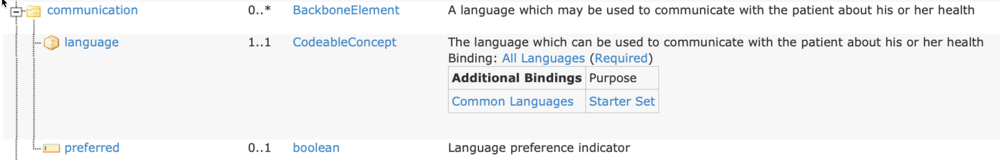 communication 0..* BackboneElement A language which may be used to communicate with the patient about his or her health
language 1..1 CodeableConcept The language which can be used to communicate with the patient about his or her health
Binding: All Languages (Required)
Additional Bindings Purpose
Common Languages Starter Set
preferred 0..1 boolean Language preference indicator